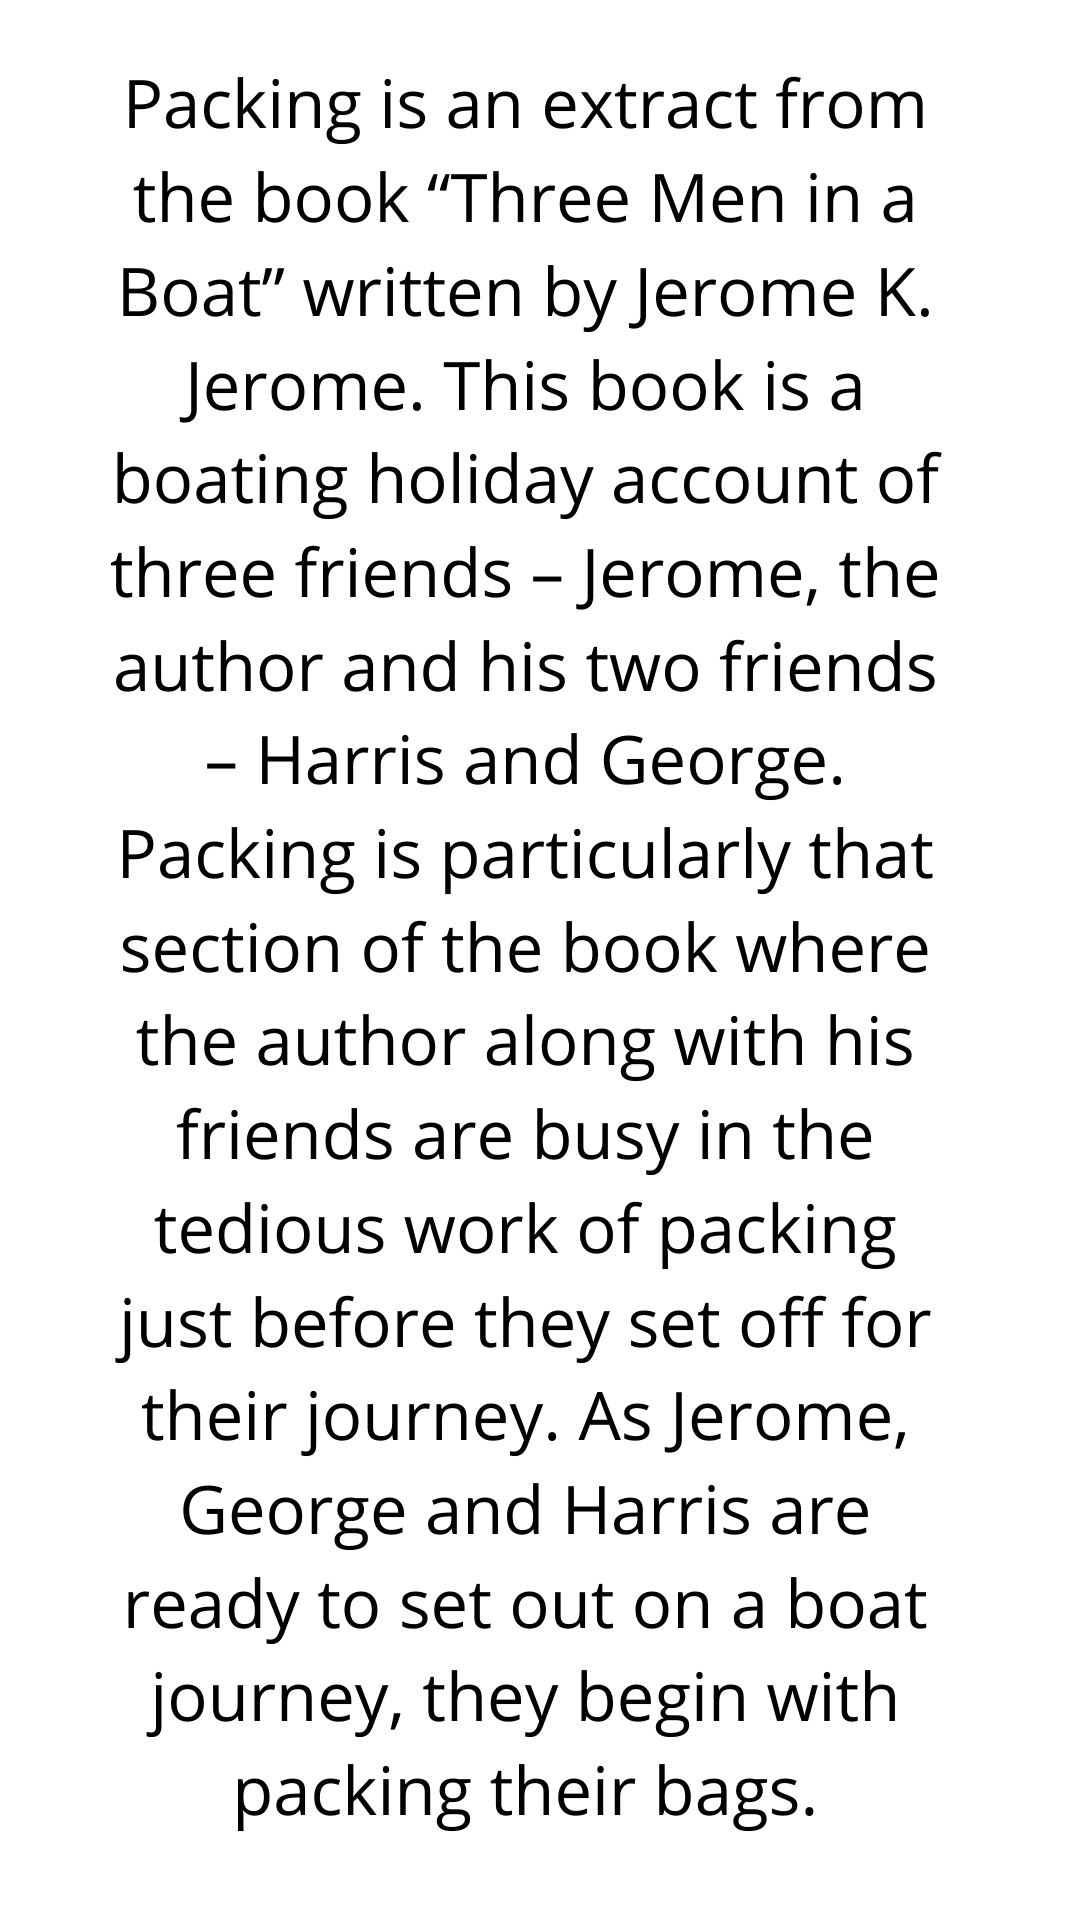 Packing is an extract from
the book “Three Men in a
Boat” written by Jerome K.
Jerome. This book is a
boating holiday account of
three friends – Jerome, the
author and his two friends
– Harris and George.
Packing is particularly that
section of the book where
the author along with his
friends are busy in the
tedious work of packing
just before they set off for
their journey. As Jerome,
George and Harris are
ready to set out on a boat
journey, they begin with
packing their bags.